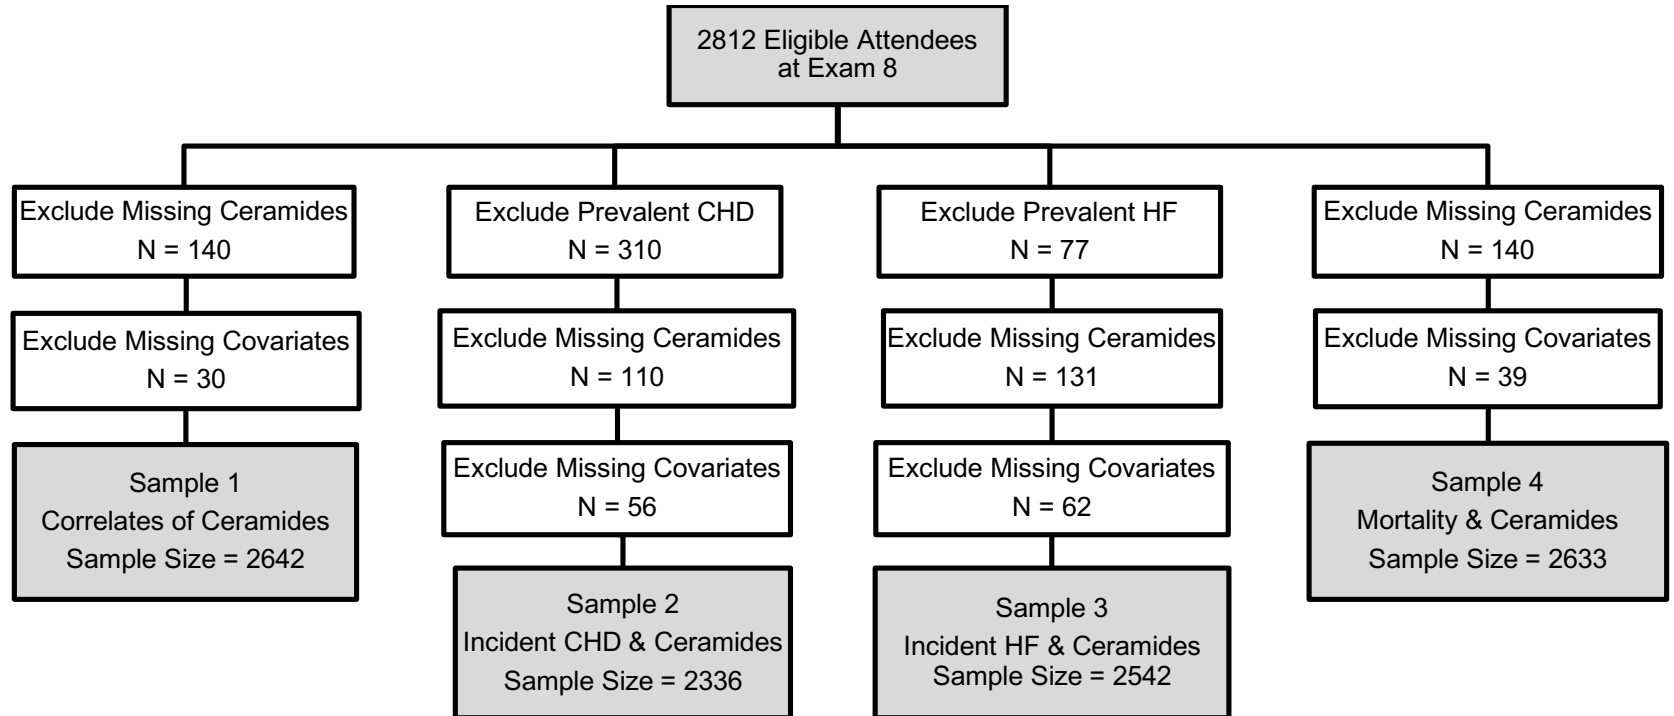 2812 Eligible Attendees
at Exam 8
Exclude Missing Ceramides
N = 140
Exclude Missing Covariates
N = 30
Sample 1
Correlates of Ceramides
Sample Size = 2642
Exclude Prevalent CHD
N = 310
Exclude Missing Ceramides
N = 110
Exclude Missing Covariates
N = 56
Sample 2
Incident CHD & Ceramides
Sample Size = 2336
Exclude Prevalent HF
N = 77
Exclude Missing Ceramides
N = 131
Exclude Missing Covariates
N = 62
Sample 3
Incident HF & Ceramides
Sample Size = 2542
Exclude Missing Ceramides
N = 140
Exclude Missing Covariates
N = 39
Sample 4
Mortality & Ceramides
Sample Size = 2633